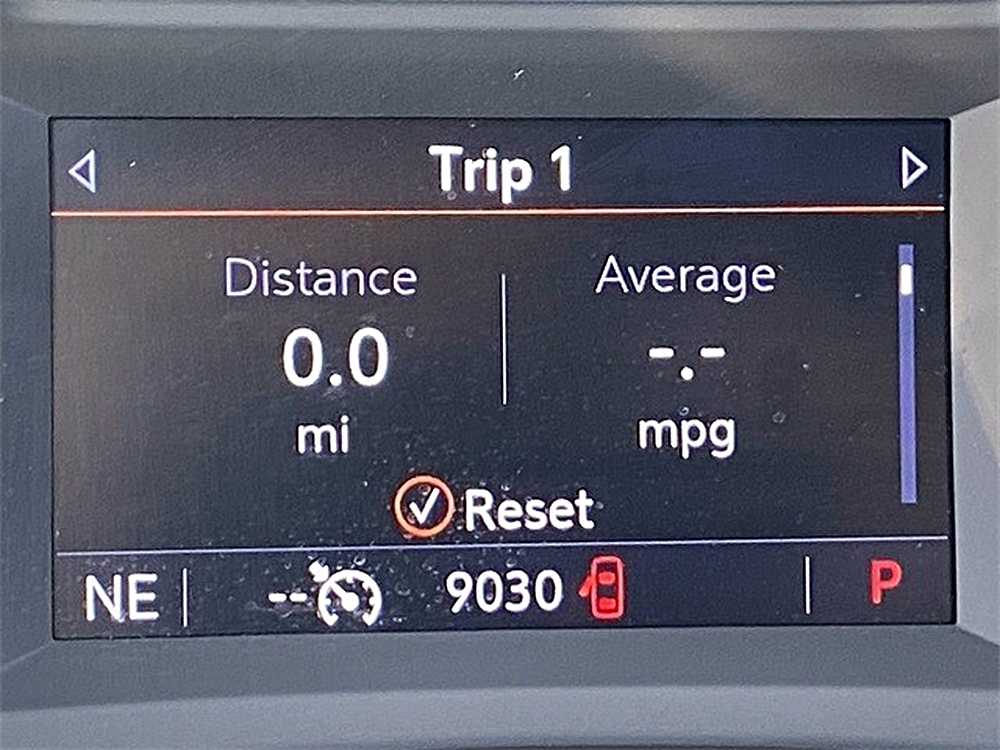 Trip 1
Distance Average
0.0 -.-
mi mpg
Reset
NE -- 9030 P